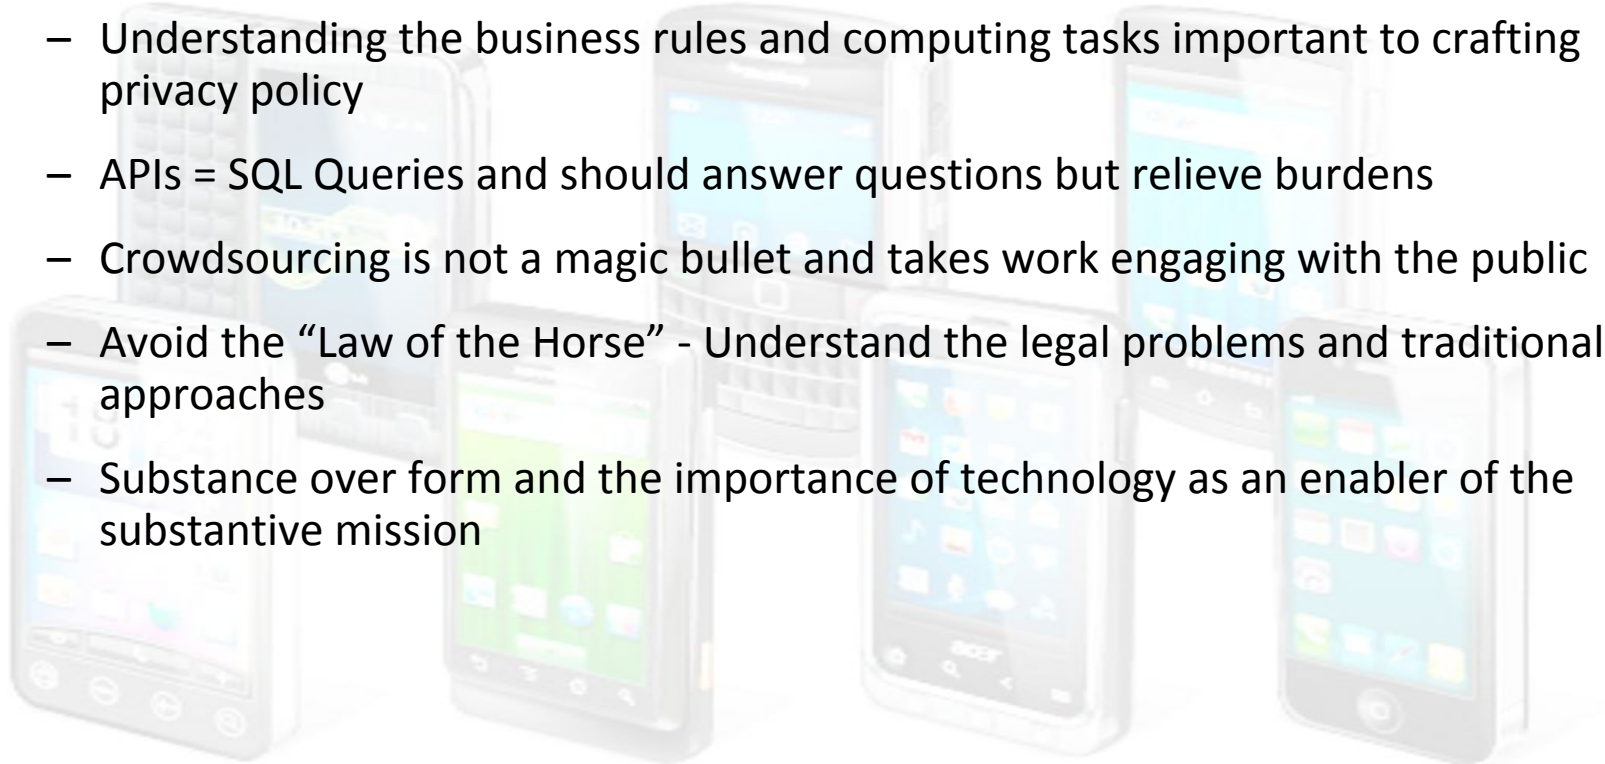 – Understanding the business rules and computing tasks important to crafting
privacy policy
– APIs = SQL Queries and should answer questions but relieve burdens
– Crowdsourcing is not a magic bullet and takes work engaging with the public
– Avoid the “Law of the Horse” - Understand the legal problems and traditional
approaches
– Substance over form and the importance of technology as an enabler of the
substantive mission
acer